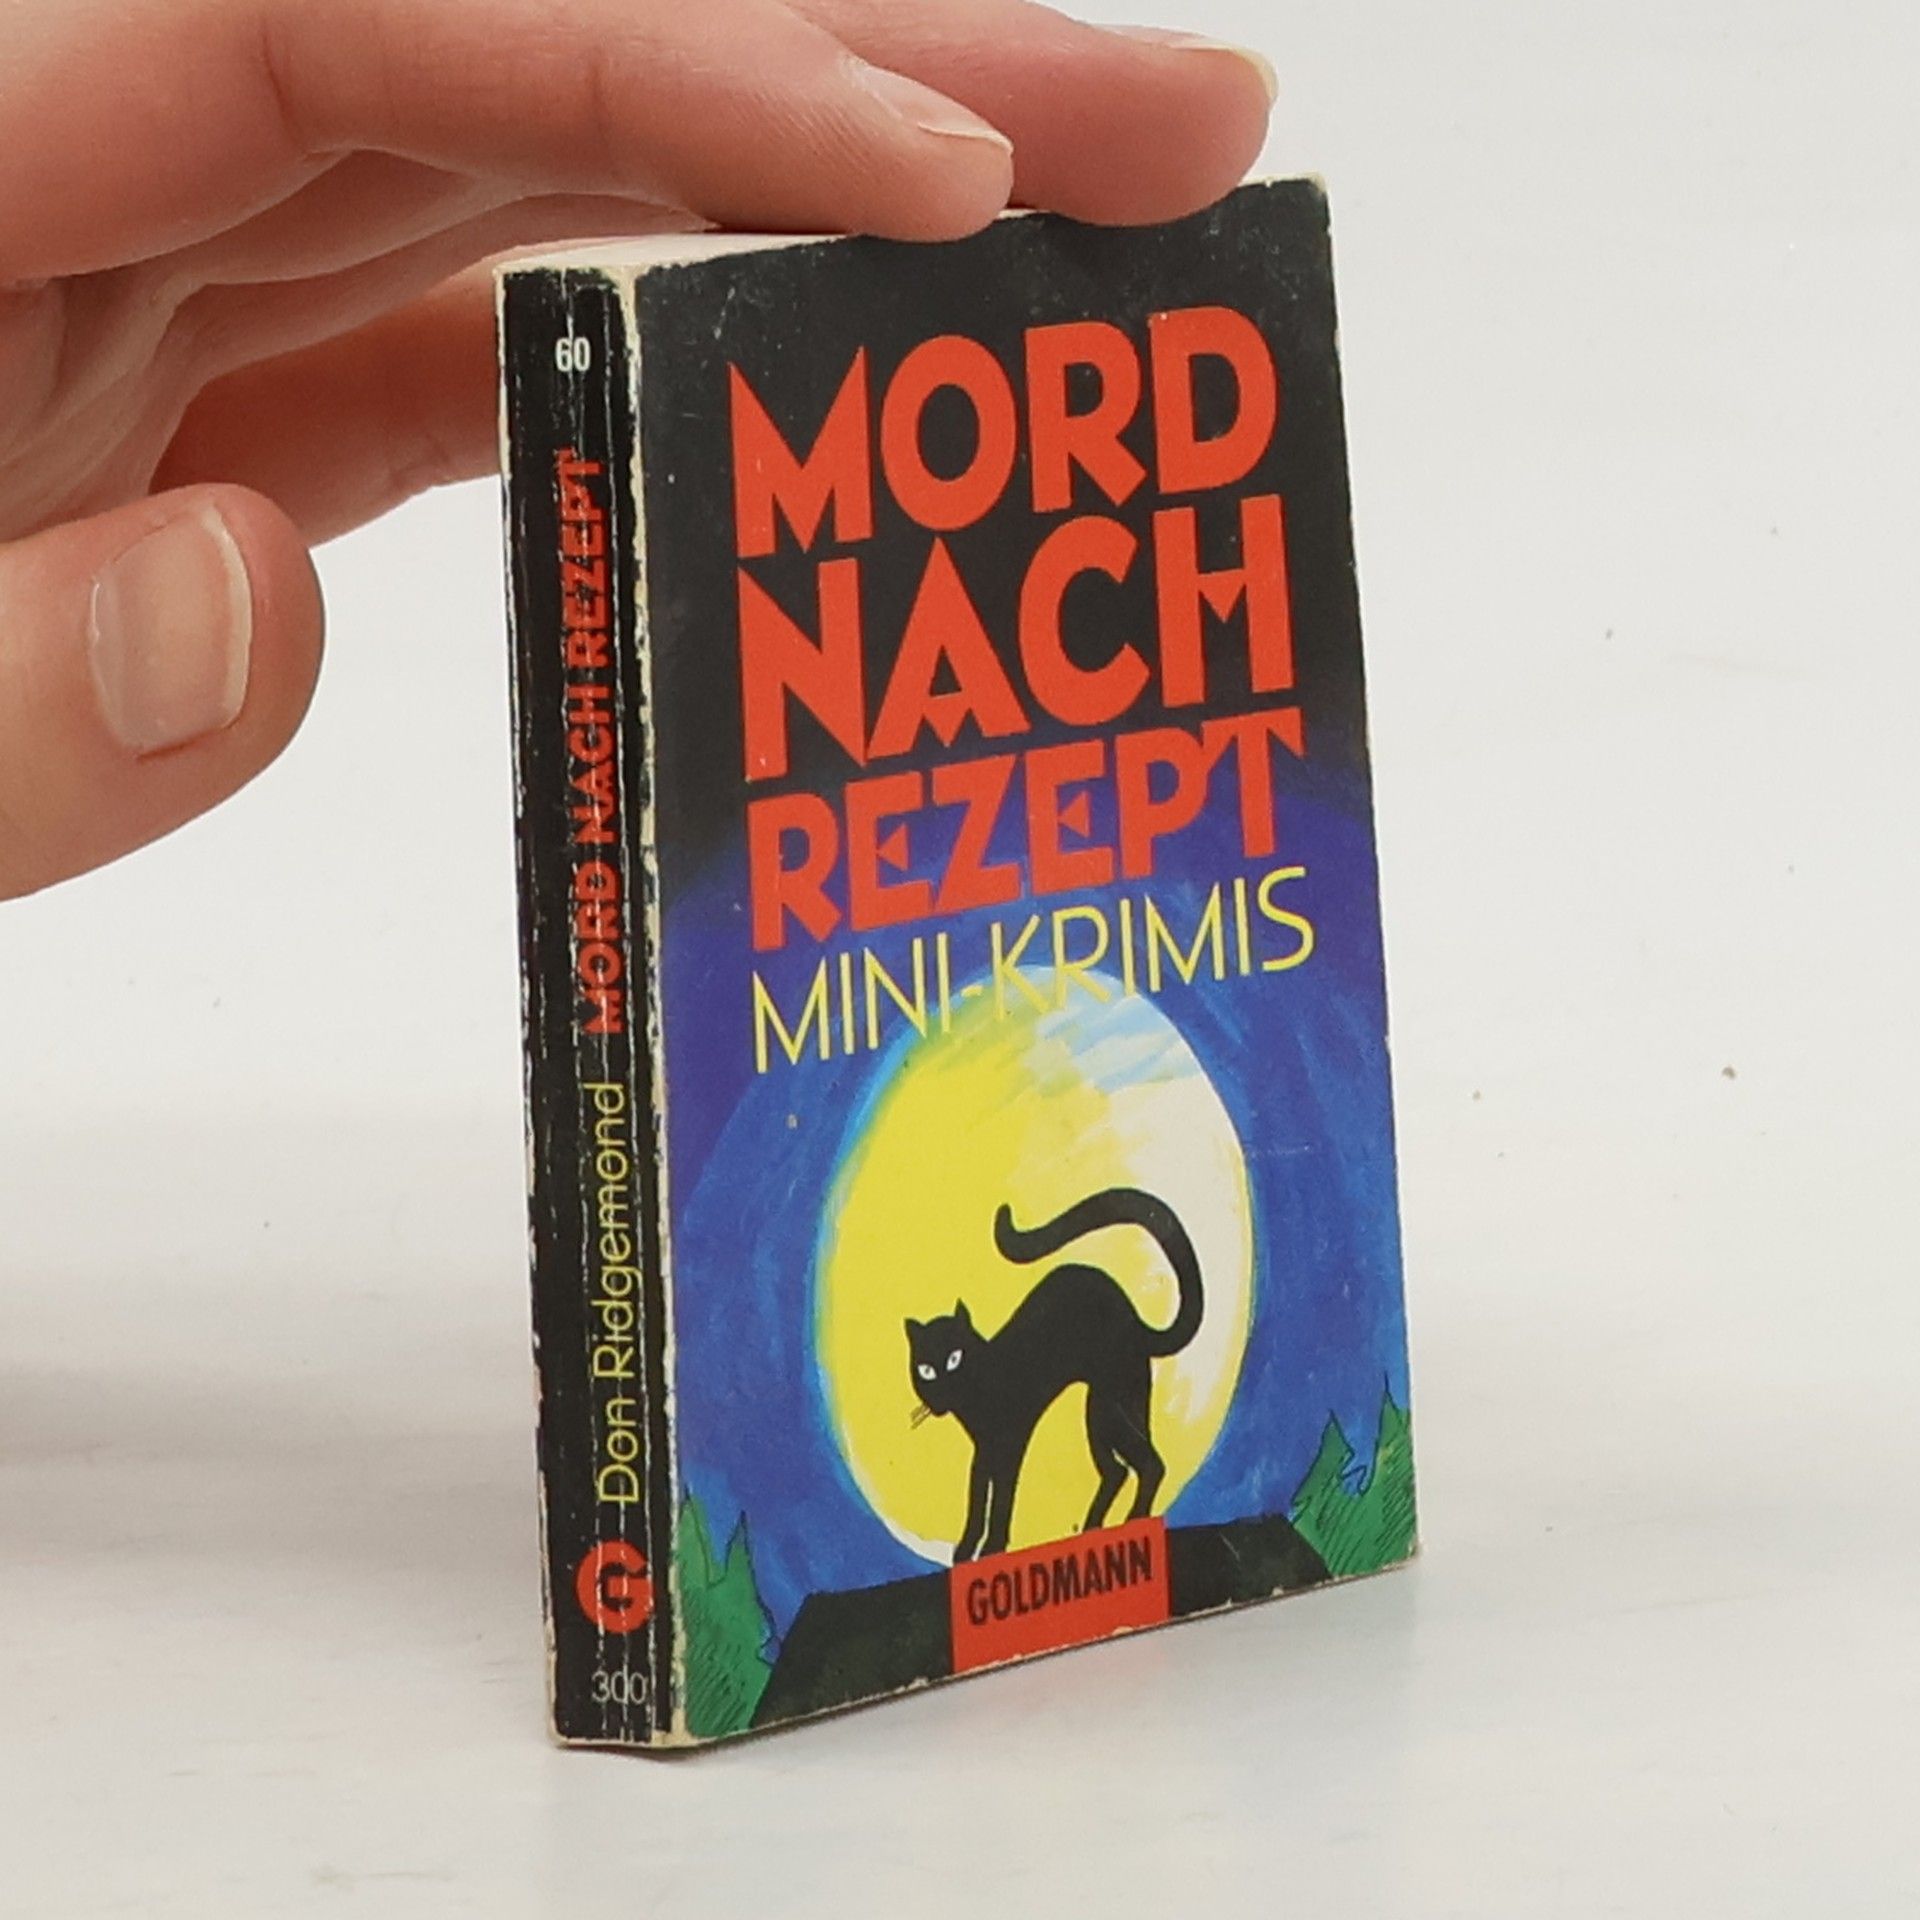 60
MORD NACH REZEPT
Don Ridgemond
G
300
MORD
NACH
REZEPT
MINI-KRIMIS
GOLDMANN